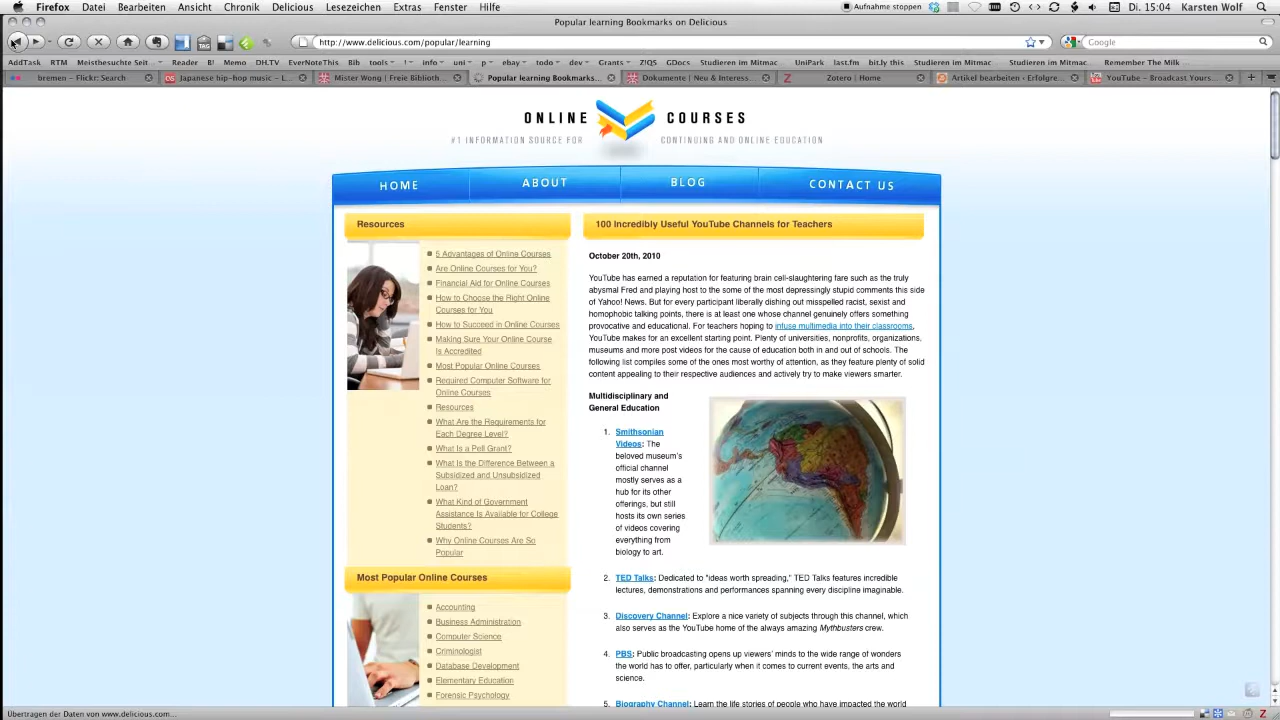 Firefox Datei Bearbeiten Ansicht Chronik Delicious Lesezeichen Extras Fenster Hilfe Aufnahme stoppen Di. 15:04 Karsten Wolf
Popular learning Bookmarks on Delicious
http://www.delicious.com/popular/learning Google
AddTask RTM Meistbesuchte Seit... Reader B! Memo DH.TV EverNoteThis Bib tools info uni p ebay todo dev Grants Z!QS GDocs Studieren im Mitmac UniPark last.fm bit.ly this Studieren im Mitmac Studieren im Mitmac Remember The Milk
bremen – Flickr: Search Japanese hip-hop music – L... Mister Wong | Freie Biblioth... Popular learning Bookmarks... Dokumente | Neu & Interess... Zotero | Home Artikel bearbeiten ‹ Erfolgre... YouTube – Broadcast Yours...
ONLINE COURSES
#1 INFORMATION SOURCE FOR CONTINUING AND ONLINE EDUCATION
HOME ABOUT BLOG CONTACT US
Resources
5 Advantages of Online Courses
Are Online Courses for You?
Financial Aid for Online Courses
How to Choose the Right Online
Courses for You
How to Succeed in Online Courses
Making Sure Your Online Course
Is Accredited
Most Popular Online Courses
Required Computer Software for
Online Courses
Resources
What Are the Requirements for
Each Degree Level?
What Is a Pell Grant?
What Is the Difference Between a
Subsidized and Unsubsidized
Loan?
What Kind of Government
Assistance Is Available for College
Students?
Why Online Courses Are So
Popular
Most Popular Online Courses
Accounting
Business Administration
Computer Science
Criminologist
Database Development
Elementary Education
Forensic Psychology
100 Incredibly Useful YouTube Channels for Teachers
October 20th, 2010
YouTube has earned a reputation for featuring brain cell-slaughtering fare such as the truly
abysmal Fred and playing host to the some of the most depressingly stupid comments this side
of Yahoo! News. But for every participant liberally dishing out misspelled racist, sexist and
homophobic talking points, there is at least one whose channel genuinely offers something
provocative and educational. For teachers hoping to infuse multimedia into their classrooms,
YouTube makes for an excellent starting point. Plenty of universities, nonprofits, organizations,
museums and more post videos for the cause of education both in and out of schools. The
following list compiles some of the ones most worthy of attention, as they feature plenty of solid
content appealing to their respective audiences and actively try to make viewers smarter.
Multidisciplinary and
General Education
1. Smithsonian
Videos: The
beloved museum's
official channel
mostly serves as a
hub for its other
offerings, but still
hosts its own series
of videos covering
everything from
biology to art.
2. TED Talks: Dedicated to "ideas worth spreading," TED Talks features incredible
lectures, demonstrations and performances spanning every discipline imaginable.
3. Discovery Channel: Explore a nice variety of subjects through this channel, which
also serves as the YouTube home of the always amazing Mythbusters crew.
4. PBS: Public broadcasting opens up viewers' minds to the wide range of wonders
the world has to offer, particularly when it comes to current events, the arts and
science.
5. Biography Channel: Learn the life stories of people who have impacted the world
Übertragen der Daten von www.delicious.com...